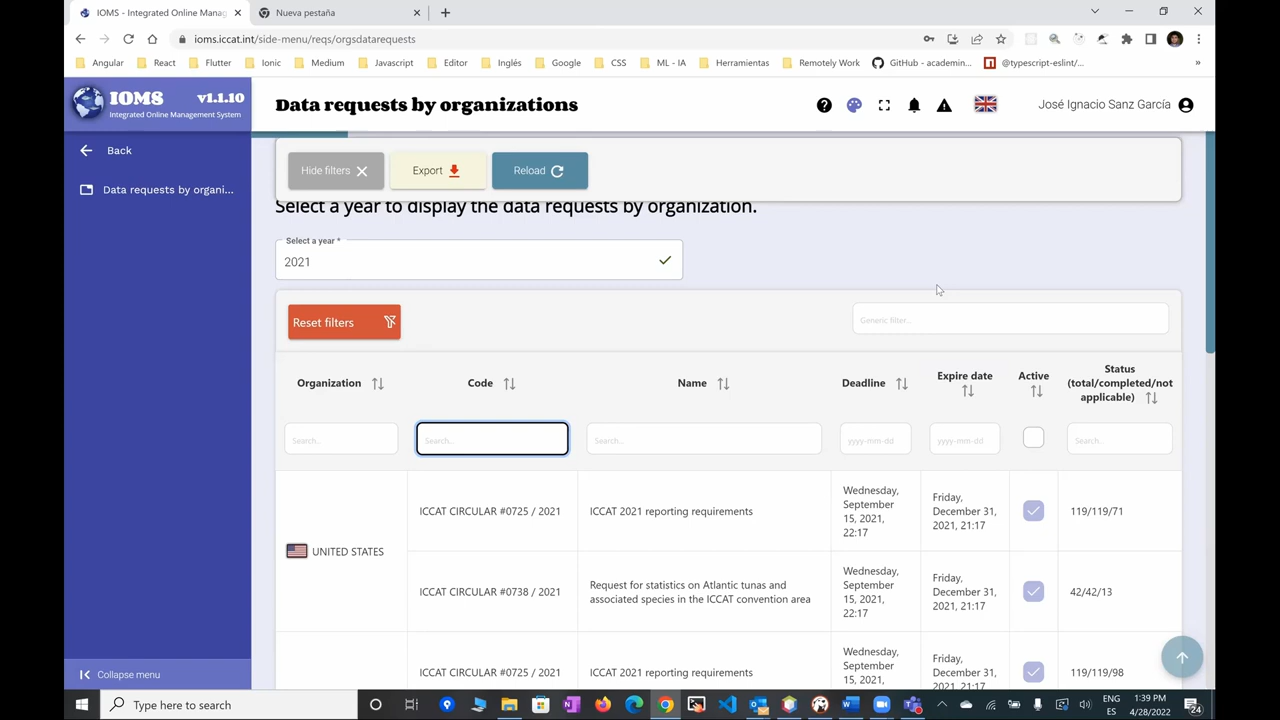 IOMS - Integrated Online Manag
Nueva pestaña
ioms.iccat.int/side-menu/reqs/orgsdatarequests
Angular
React
Flutter
Ionic
Medium
Javascript
Editor
Inglés
Google
CSS
ML - IA
Herramientas
Remotely Work
GitHub - academin...
@typescript-eslint/...
»
IOMS v1.1.10
Integrated Online Management System
Data requests by organizations
José Ignacio Sanz García
Back
Data requests by organi...
Hide filters
Export
Reload
Select a year to display the data requests by organization.
Select a year *
2021
Reset filters
Generic filter...
Organization
Code
Name
Deadline
Expire date
Active
Status
(total/completed/not
applicable)
Search..
Search..
Search..
yyyy-mm-dd
yyyy-mm-dd
Search..
UNITED STATES
ICCAT CIRCULAR #0725 / 2021
ICCAT 2021 reporting requirements
Wednesday,
September
15, 2021,
22:17
Friday,
December 31,
2021, 21:17
119/119/71
ICCAT CIRCULAR #0738 / 2021
Request for statistics on Atlantic tunas and
associated species in the ICCAT convention area
Wednesday,
September
15, 2021,
22:17
Friday,
December 31,
2021, 21:17
42/42/13
ICCAT CIRCULAR #0725 / 2021
ICCAT 2021 reporting requirements
Wednesday,
September
15, 2021,
Friday,
December 31,
2021, 21:17
119/119/98
Collapse menu
Type here to search
ENG
ES
1:39 PM
4/28/2022
24